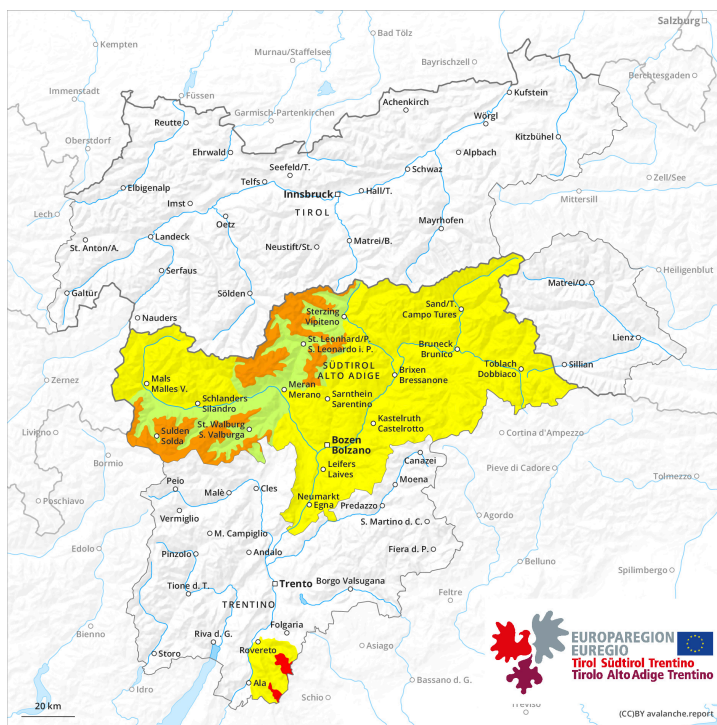 Salzburg
Kempten
Bad Tölz
Murnau/Staffelsee
Bayrischzell
Berchtesgaden
Immenstadt
Füssen
Garmisch-Partenkirchen
Achenkirch
Kufstein
Oberstdorf
Reutte
Wörgl
Kitzbühel
Ehrwald
Alpbach
Seefeld/T.
Schwaz
Zell/See
Elbigenalp
Telfs
Innsbruck
Hall/T.
Mittersill
Lech
Imst
TIROL
Oetz
Mayrhofen
St. Anton/A.
Landeck
Neustift/St.
Matrei/B.
Serfaus
Heiligenblut
Galtür
Sölden
Matrei/O.
Nauders
Sterzing
Vipiteno
Sand/T.
Campo Tures
Lienz
St. Leonhard/P.
S. Leonardo i. P.
Bruneck
Brunico
Toblach
Dobbiaco
Sillian
SÜDTIROL
ALTO ADIGE
Brixen
Bressanone
Zernez
Mals
Malles V.
Meran
Merano
Schlanders
Silandro
Sarnthein
Sarentino
Kastelruth
Castelrotto
Livigno
Sulden
Solda
St. Walburg
S. Valburga
Bozen
Bolzano
Cortina d'Ampezzo
Bormio
Leifers
Laives
Canazei
Pieve di Cadore
Tolmezzo
Poschiavo
Peio
Malè
Cles
Moena
Neumarkt
Egna
Predazzo
Vermiglio
S. Martino d. C.
Agordo
M. Campiglio
Edolo
Pinzolo
Andalo
Fiera d. P.
Belluno
Spilimbergo
Tione d. T.
Trento
Borgo Valsugana
Feltre
TRENTINO
Bienno
Riva d. G.
Folgaria
Rovereto
Storo
Asiago
Idro
Ala
Schio
Bassano d. G.
Treviso
EUROPAREGION
EUREGIO
Tirol Südtirol Trentino
Tirolo Alto Adige Trentino
20 km
(CC)BY avalanche.report